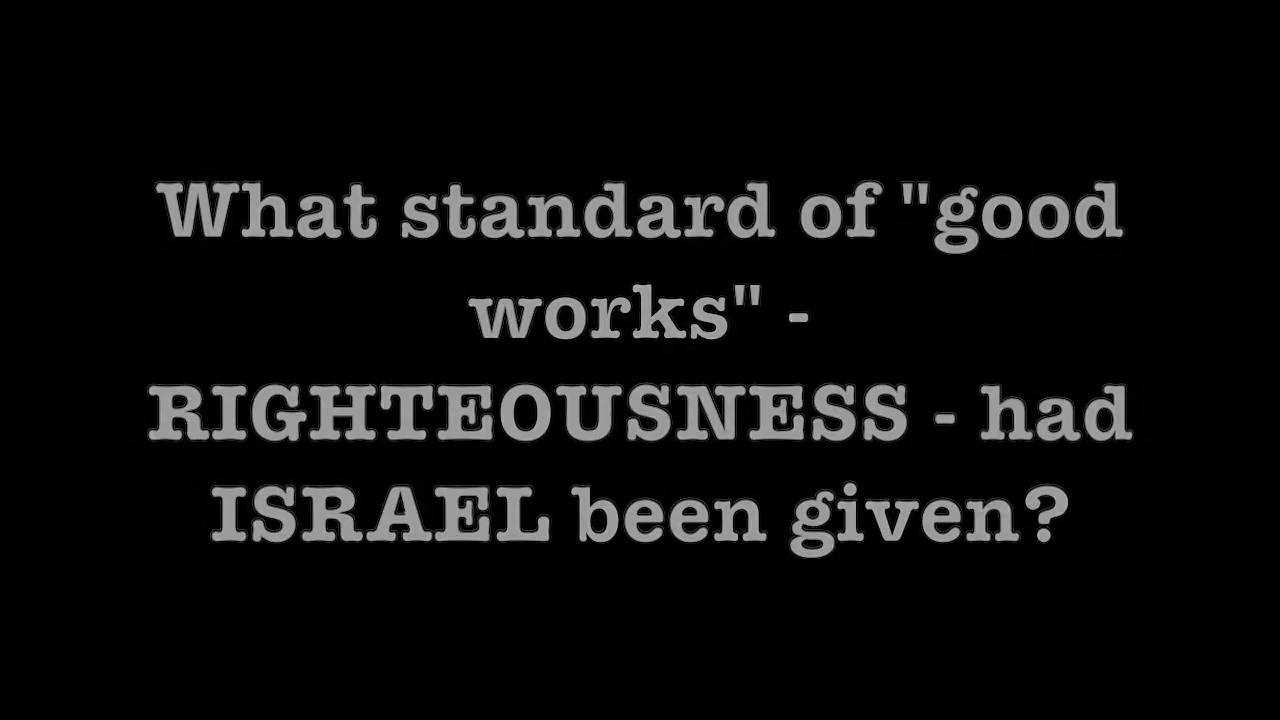 What standard of "good
works" -
RIGHTEOUSNESS - had
ISRAEL been given?